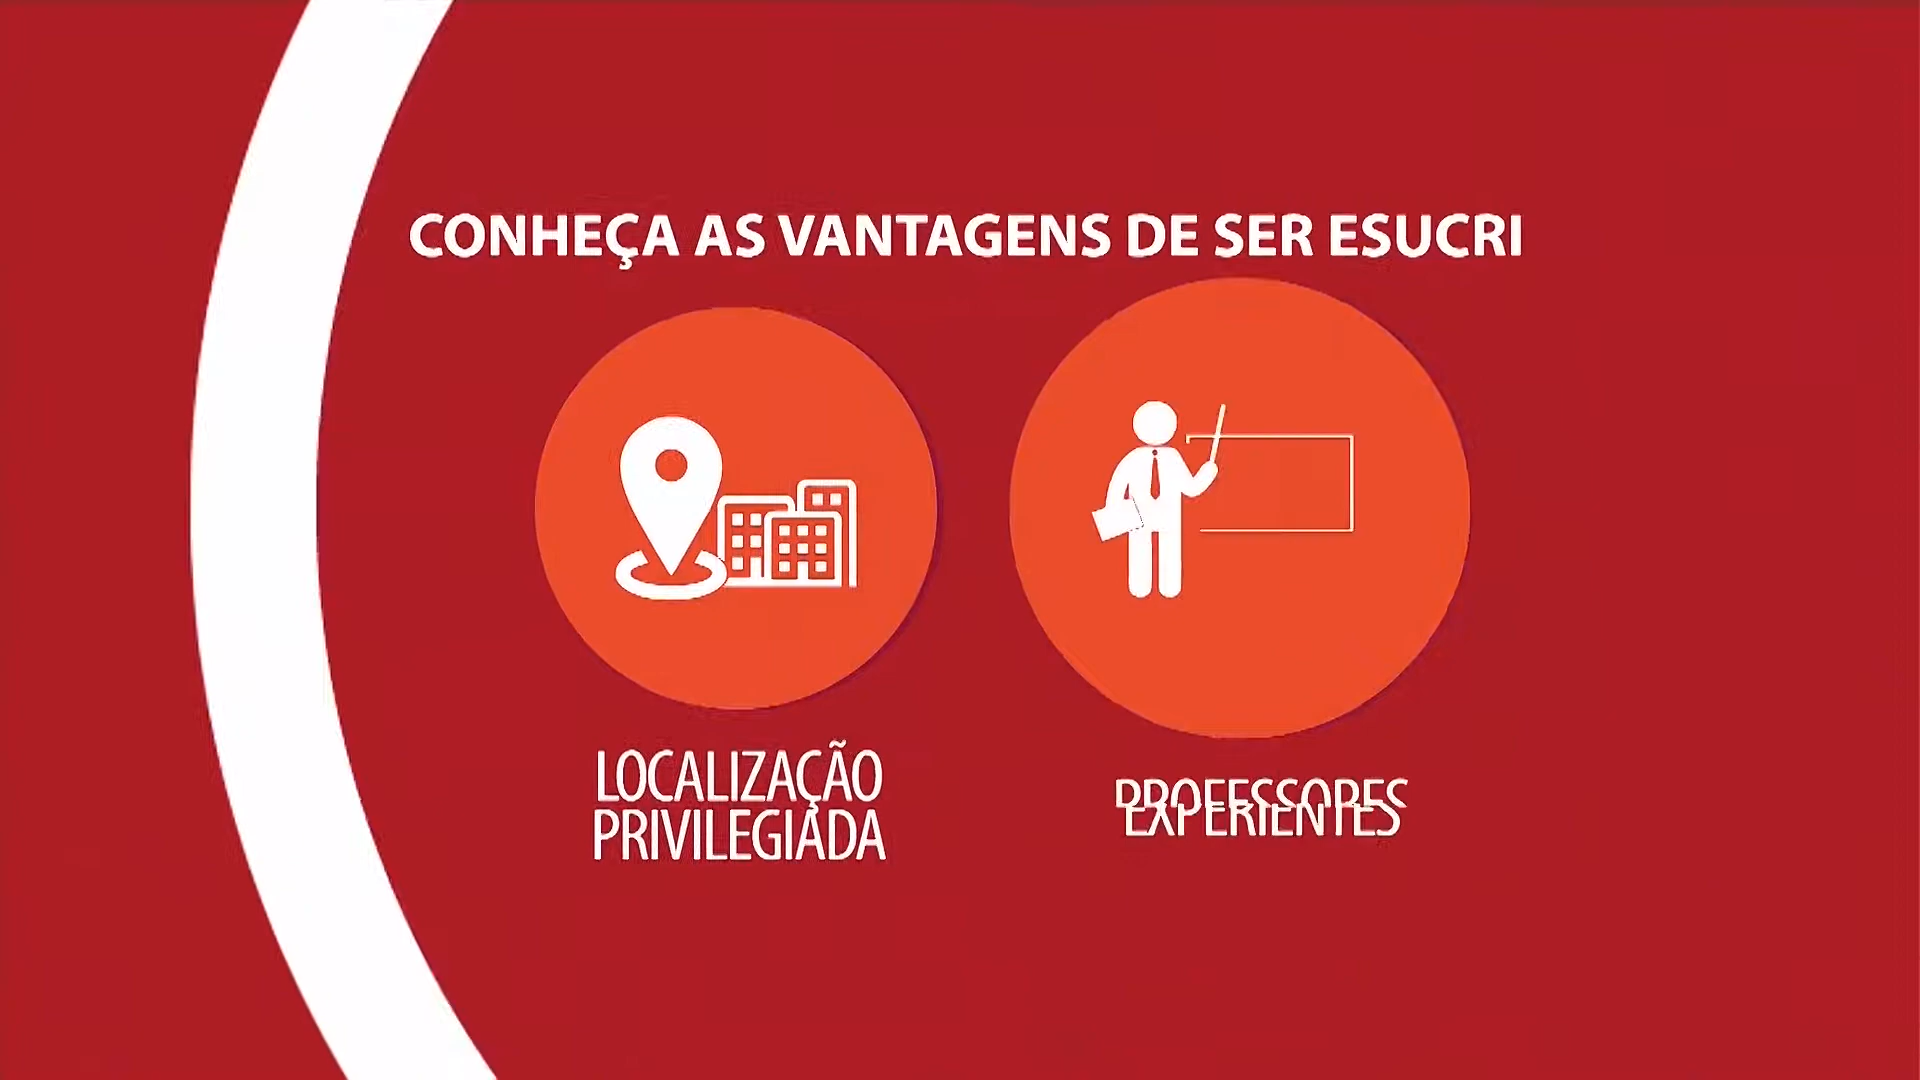 CONHEÇA AS VANTAGENS DE SER ESUCRI
LOCALIZAÇÃO
PRIVILEGIADA
PROFESSORES
EXPERIENTES